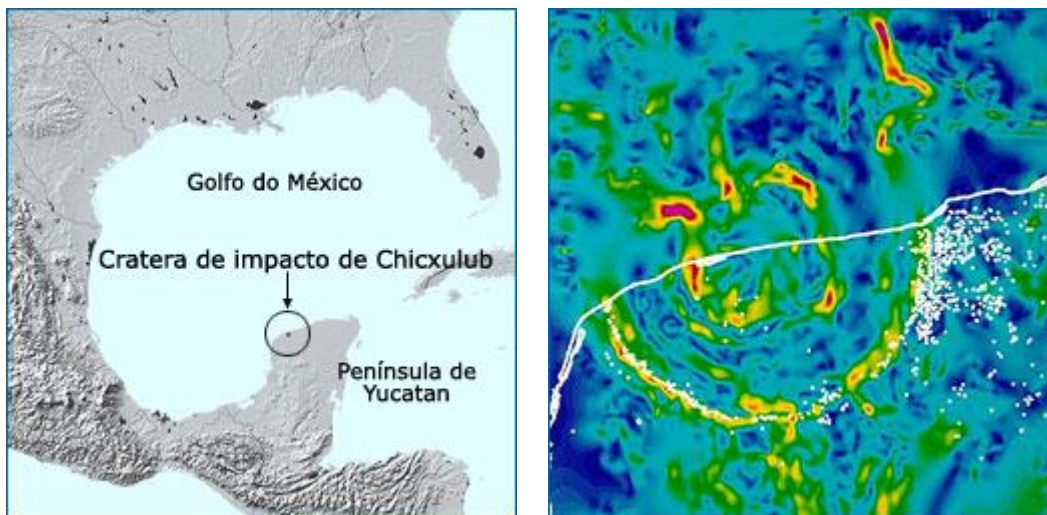 Golfo do México
Cratera de impacto de Chicxulub
Península de
Yucatan